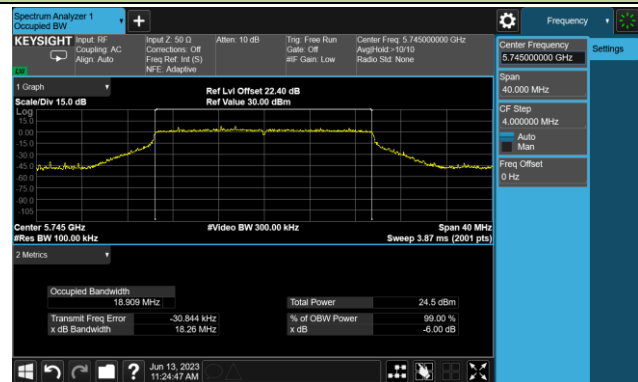 Spectrum Analyzer 1
Occupied BW
+
Frequency
KEYSIGHT Input: RF Input Z: 50 Ω Atten: 10 dB Trig: Free Run Center Freq: 5.745000000 GHz
Coupling: AC Corrections: Off Gate: Off Avg|Hold:>10/10
Align: Auto Freq Ref: Int (S) #IF Gain: Low Radio Std: None
NFE: Adaptive
Center Frequency
5.745000000 GHz
Settings
Span
40.000 MHz
CF Step
4.000000 MHz
Auto
Man
Freq Offset
0 Hz
1 Graph
Ref Lvl Offset 22.40 dB
Scale/Div 15.0 dB Ref Value 30.00 dBm
Log
15.0
0.00
-15.0
-30.0
-45.0
-60.0
-75.0
-90.0
-105
Center 5.745 GHz #Video BW 300.00 kHz Span 40 MHz
#Res BW 100.00 kHz Sweep 3.87 ms (2001 pts)
2 Metrics
Occupied Bandwidth
18.909 MHz Total Power 24.5 dBm
Transmit Freq Error -30.844 kHz % of OBW Power 99.00 %
x dB Bandwidth 18.26 MHz x dB -6.00 dB
? Jun 13, 2023
11:24:47 AM